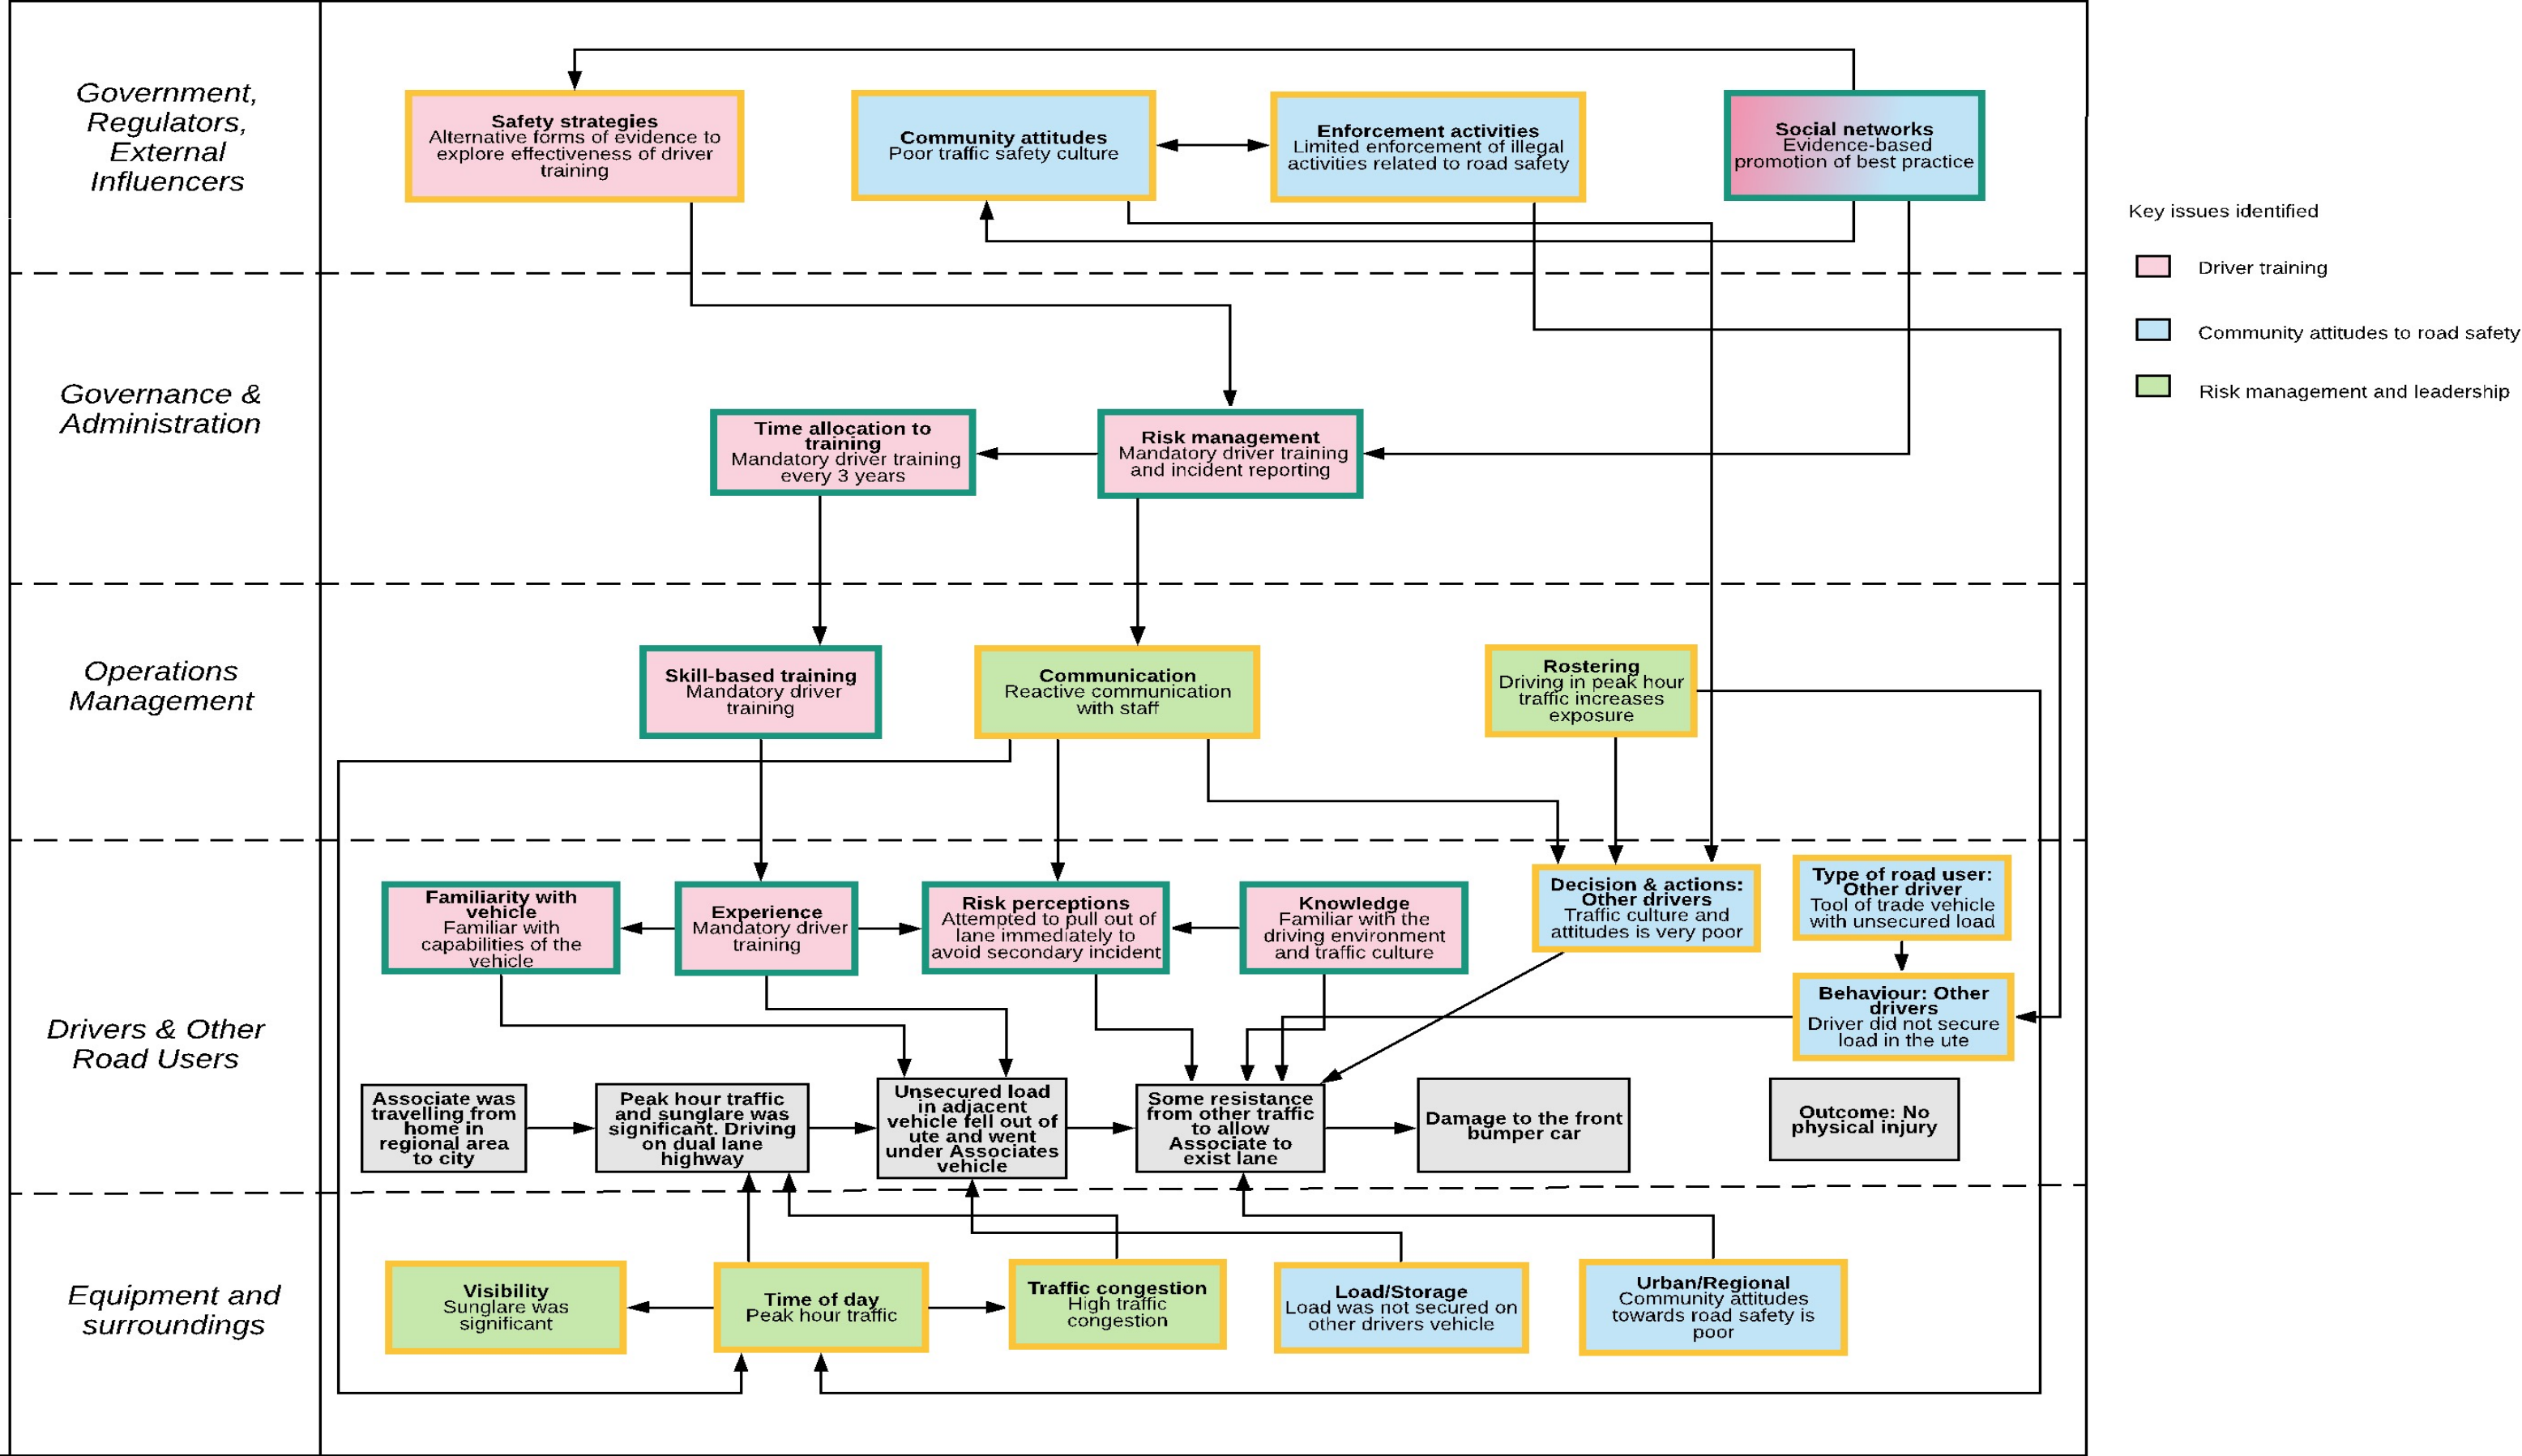 Government,
Regulators,
External
Influencers
Safety strategies
Alternative forms of evidence to
explore effectiveness of driver
training
Community attitudes
Poor traffic safety culture
Enforcement activities
Limited enforcement of illegal
activities related to road safety
Social networks
Evidence-based
promotion of best practice
Key issues identified
Driver training
Community attitudes to road safety
Risk management and leadership
Governance &
Administration
Time allocation to
training
Mandatory driver training
every 3 years
Risk management
Mandatory driver training
and incident reporting
Operations
Management
Skill-based training
Mandatory driver
training
Communication
Reactive communication
with staff
Rostering
Driving in peak hour
traffic increases
exposure
Drivers & Other
Road Users
Familiarity with
vehicle
Familiar with
capabilities of the
vehicle
Experience
Mandatory driver
training
Risk perceptions
Attempted to pull out of
lane immediately to
avoid secondary incident
Knowledge
Familiar with the
driving environment
and traffic culture
Decision & actions:
Other drivers
Traffic culture and
attitudes is very poor
Type of road user:
Other driver
Tool of trade vehicle
with unsecured load
Behaviour: Other
drivers
Driver did not secure
load in the ute
Associate was
travelling from
home in
regional area
to city
Peak hour traffic
and sunglare was
significant. Driving
on dual lane
highway
Unsecured load
in adjacent
vehicle fell out of
ute and went
under Associates
vehicle
Some resistance
from other traffic
to allow
Associate to
exist lane
Damage to the front
bumper car
Outcome: No
physical injury
Equipment and
surroundings
Visibility
Sunglare was
significant
Time of day
Peak hour traffic
Traffic congestion
High traffic
congestion
Load/Storage
Load was not secured on
other drivers vehicle
Urban/Regional
Community attitudes
towards road safety is
poor